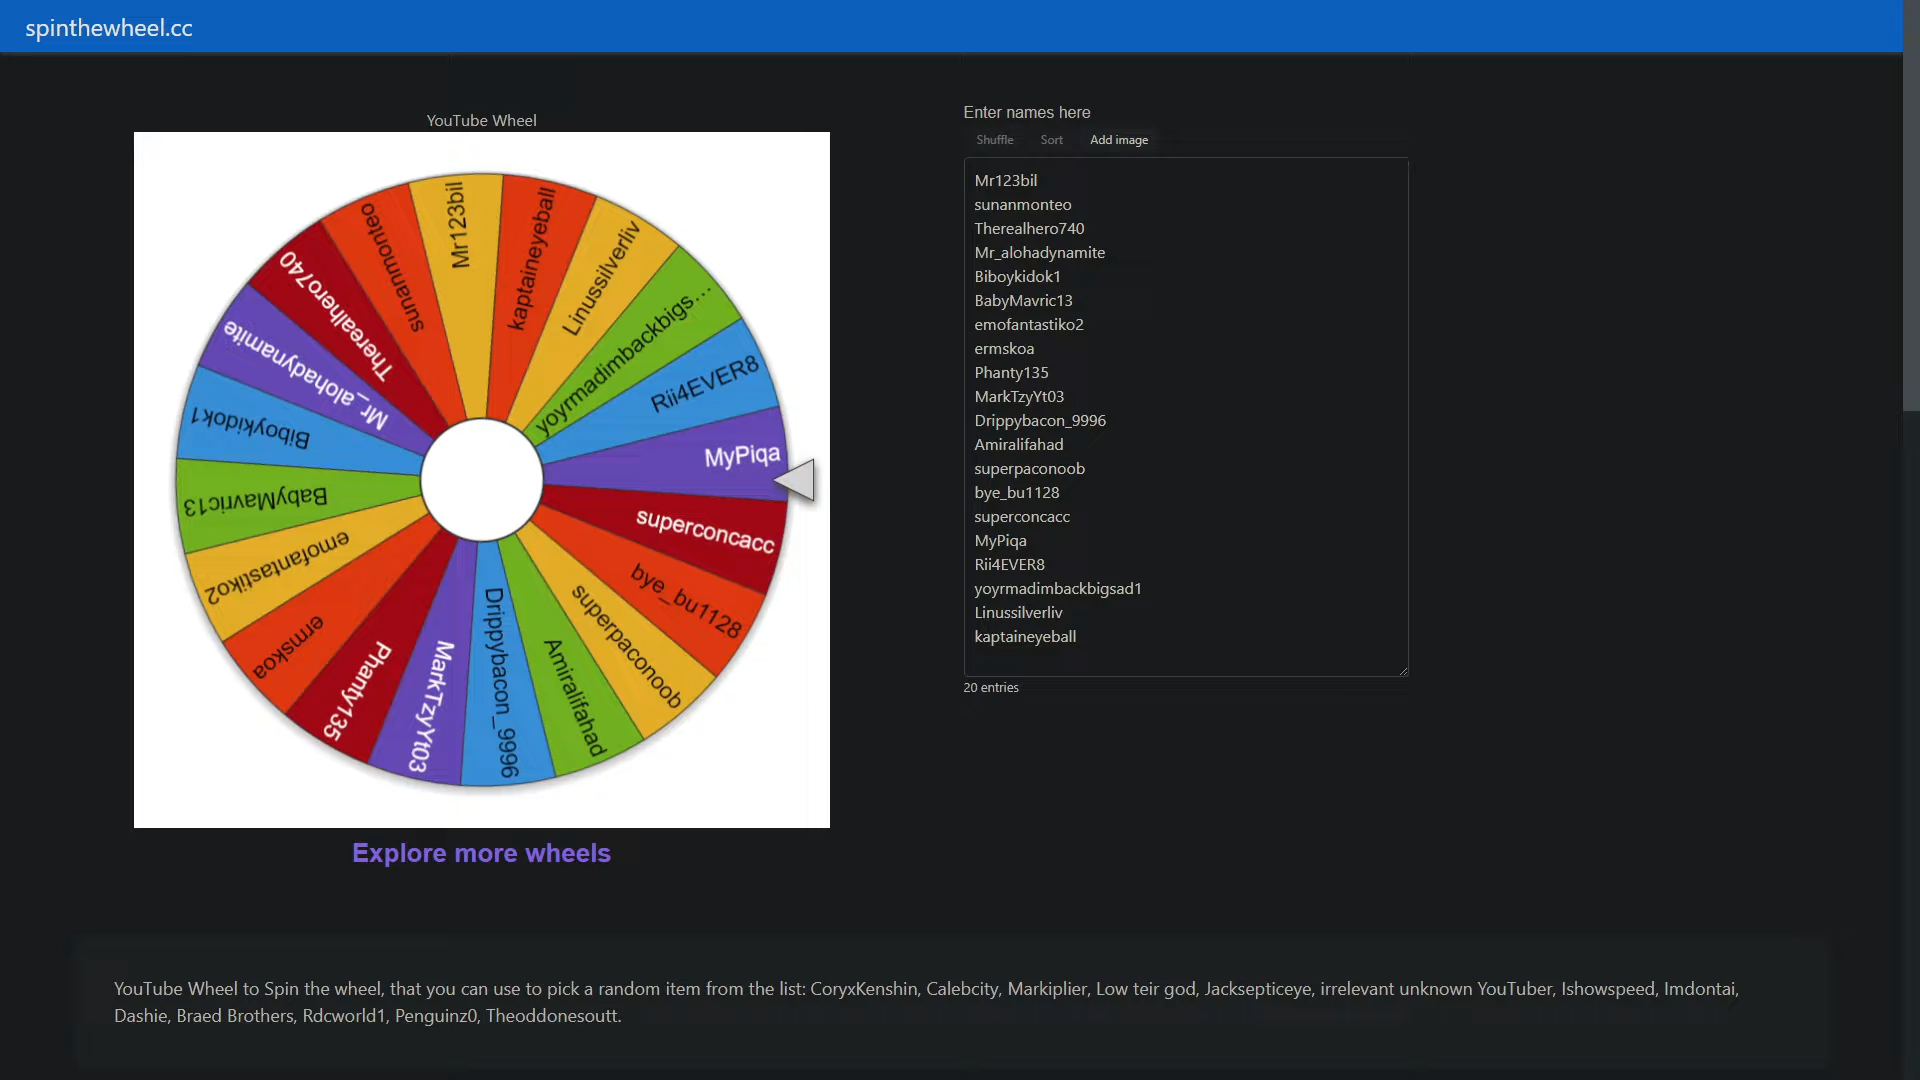 spinthewheel.cc
YouTube Wheel
Mr123bil
kaptaineyeball
Linussilverliv
yoyrmadimbackbigs...
Rii4EVER8
MyPiqa
superconcacc
bye_bu1128
superpaconoob
Amiralifahad
Drippybacon_9996
MarkTzyYt03
Phanty135
ermskoa
emofantastiko2
BabyMavric13
Biboykidok1
Mr_alohadynamite
Therealhero740
sunanmonteo
Explore more wheels
Enter names here
Shuffle Sort Add image
Mr123bil
sunanmonteo
Therealhero740
Mr_alohadynamite
Biboykidok1
BabyMavric13
emofantastiko2
ermskoa
Phanty135
MarkTzyYt03
Drippybacon_9996
Amiralifahad
superpaconoob
bye_bu1128
superconcacc
MyPiqa
Rii4EVER8
yoyrmadimbackbigsad1
Linussilverliv
kaptaineyeball
20 entries
YouTube Wheel to Spin the wheel, that you can use to pick a random item from the list: CoryxKenshin, Calebcity, Markiplier, Low teir god, Jacksepticeye, irrelevant unknown YouTuber, Ishowspeed, Imdontai,
Dashie, Braed Brothers, Rdcworld1, Penguinz0, Theoddonesoutt.